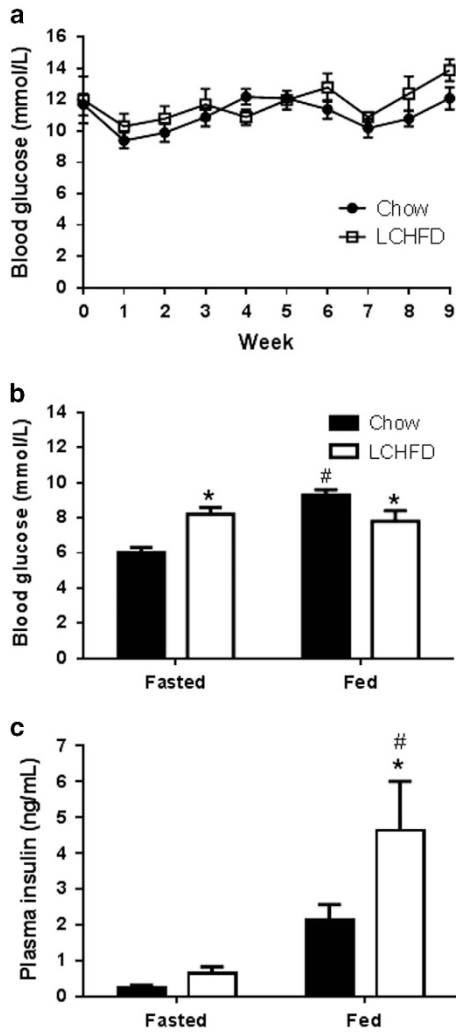 a
Blood glucose (mmol/L)
16
14
12
10
8
6
4
2
0
Chow
LCHFD
0 1 2 3 4 5 6 7 8 9
Week
b
Blood glucose (mmol/L)
14
12
10
8
6
4
2
0
Chow
LCHFD
*
#
*
Fasted Fed
c
Plasma insulin (ng/mL)
7
6
5
4
3
2
1
0
#
*
Fasted Fed